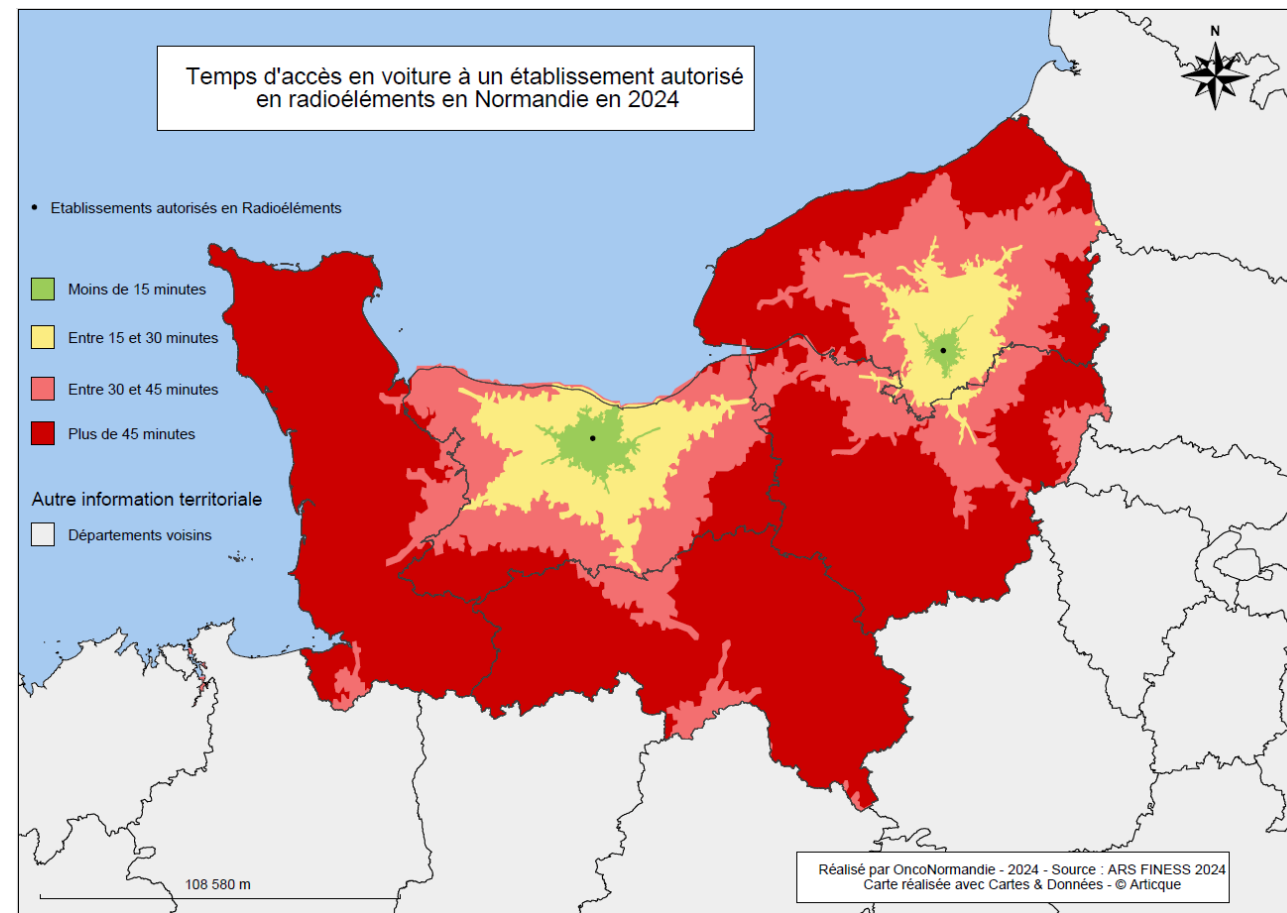 Temps d'accès en voiture à un établissement autorisé
en radioéléments en Normandie en 2024
N
Etablissements autorisés en Radioéléments
Moins de 15 minutes
Entre 15 et 30 minutes
Entre 30 et 45 minutes
Plus de 45 minutes
Autre information territoriale
Départements voisins
108 580 m
Réalisé par OncoNormandie - 2024 - Source : ARS FINESS 2024
Carte réalisée avec Cartes & Données - © Articque